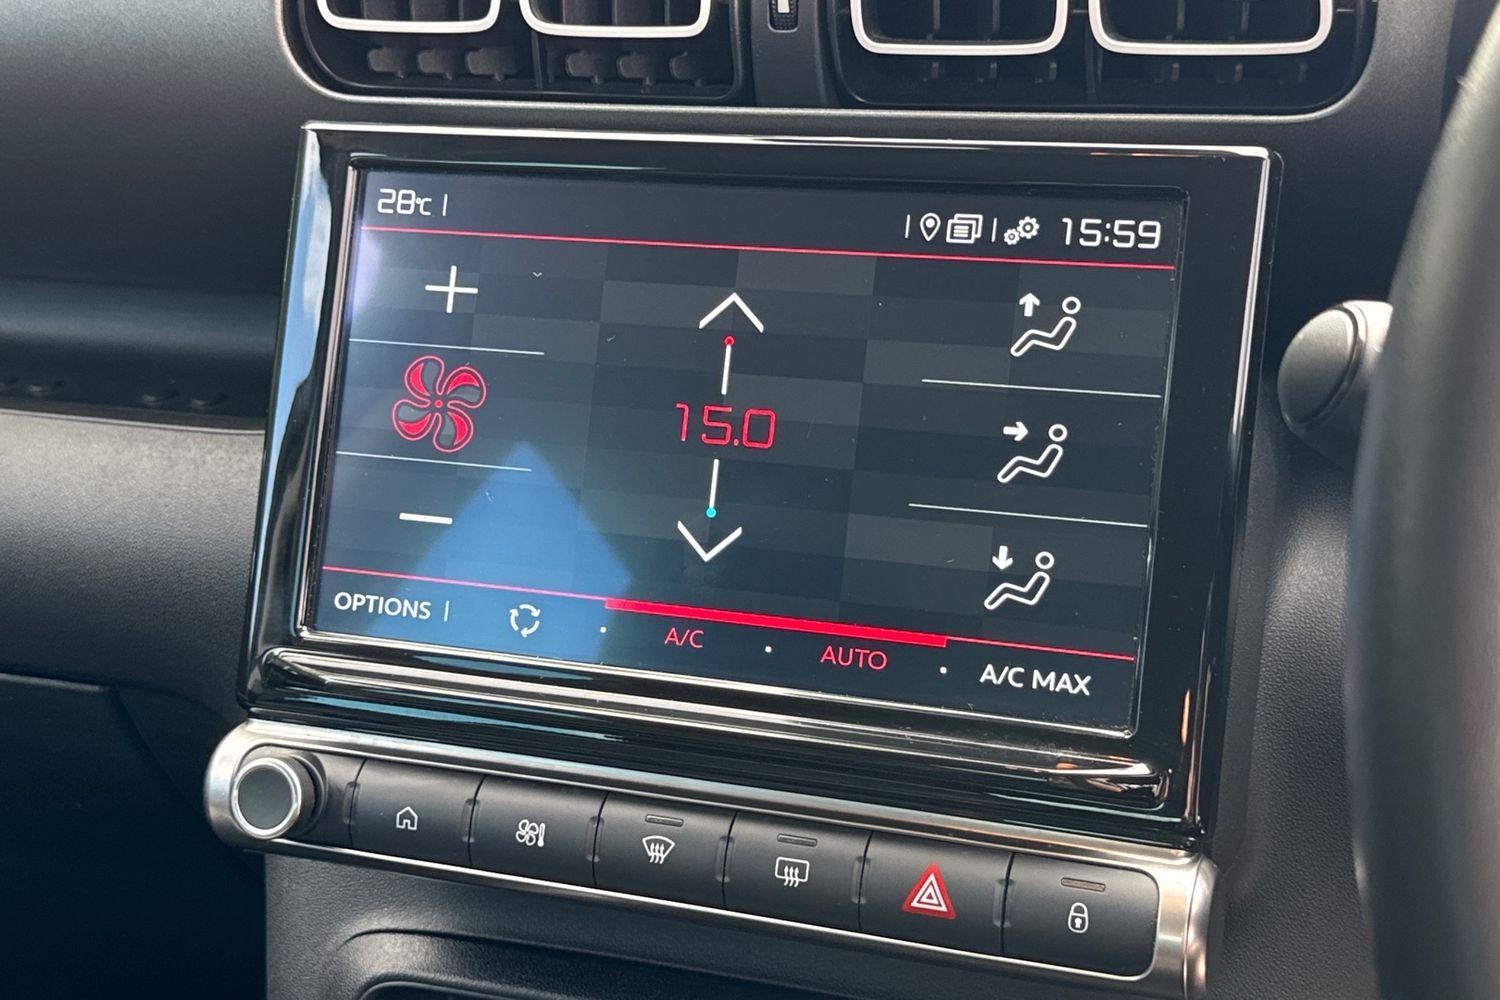 28°C
15:59
15.0
OPTIONS
A/C
AUTO
A/C MAX